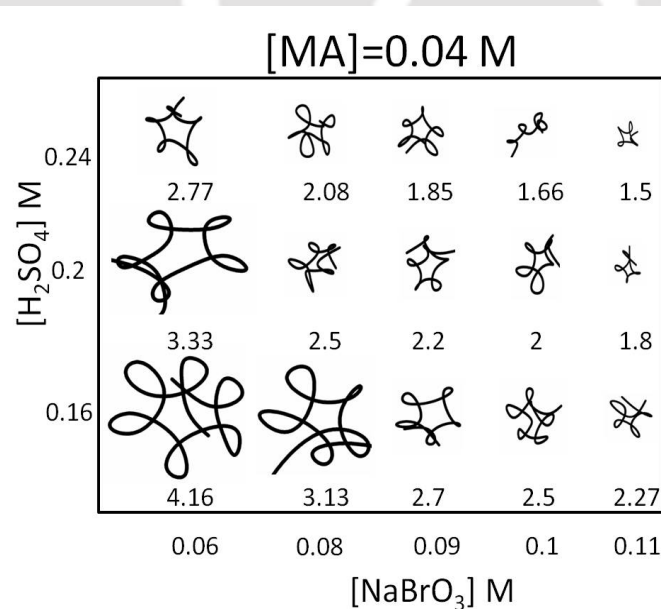 [MA]=0.04 M
[H₂SO₄] M
0.24
2.77 2.08 1.85 1.66 1.5
0.2
3.33 2.5 2.2 2 1.8
0.16
4.16 3.13 2.7 2.5 2.27
0.06 0.08 0.09 0.1 0.11
[NaBrO₃] M